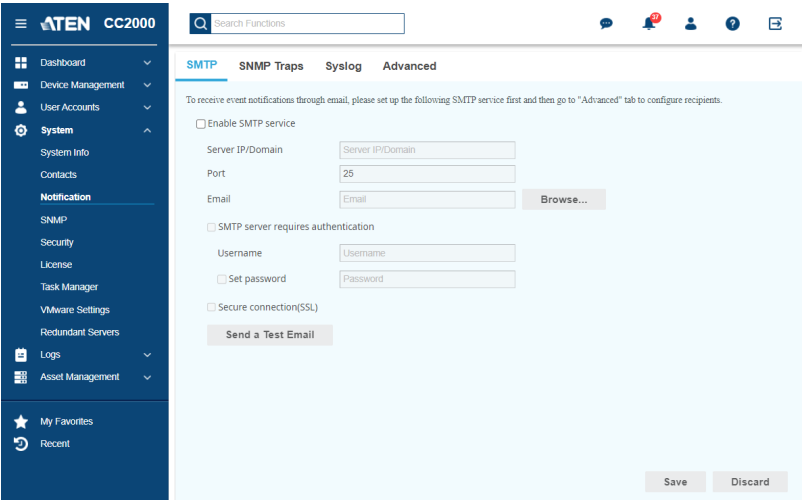 ATEN CC2000
Search Functions
37
Dashboard
Device Management
User Accounts
System
System Info
Contacts
Notification
SNMP
Security
License
Task Manager
VMware Settings
Redundant Servers
Logs
Asset Management
My Favorites
Recent
SMTP SNMP Traps Syslog Advanced
To receive event notifications through email, please set up the following SMTP service first and then go to "Advanced" tab to configure recipients.
Enable SMTP service
Server IP/Domain Server IP/Domain
Port 25
Email Email Browse...
SMTP server requires authentication
Username Username
Set password Password
Secure connection(SSL)
Send a Test Email
Save Discard